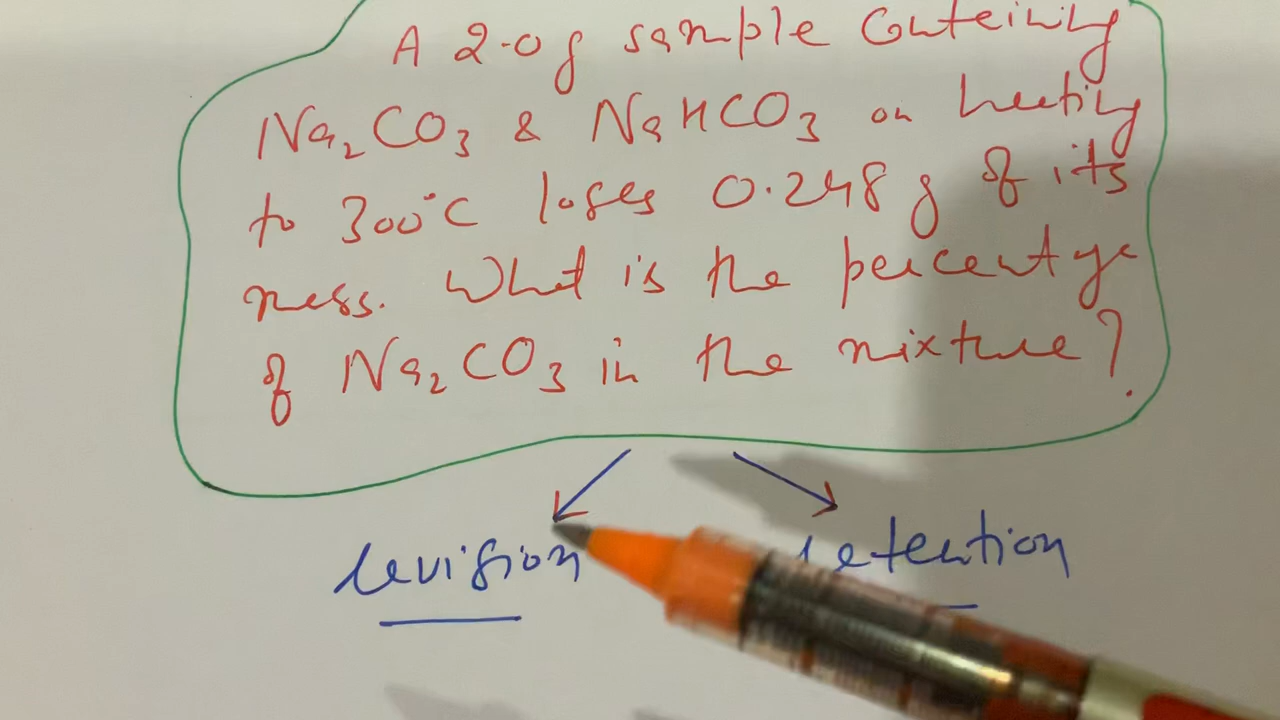 A 2.0 g sample Containing
Na2CO3 & NaHCO3 on heating
to 300°C loses 0.248 g of its
mass. What is the percentage
of Na2CO3 in the mixture?
revision retention